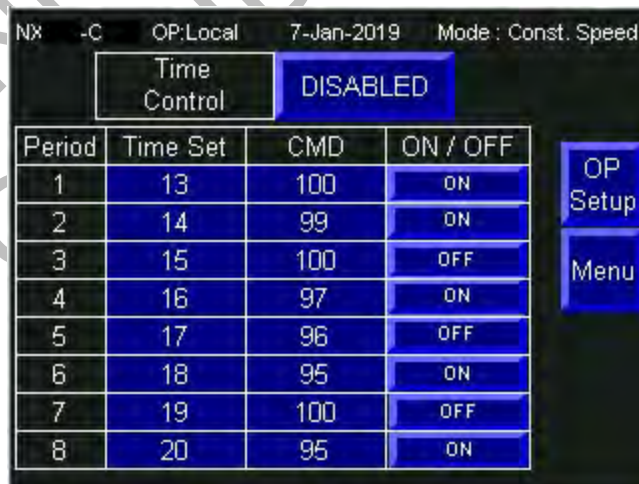 NX -C OP:Local 7-Jan-2019 Mode : Const. Speed
Time Control DISABLED
Period Time Set CMD ON / OFF
1 13 100 ON
2 14 99 ON
3 15 100 OFF
4 16 97 ON
5 17 96 OFF
6 18 95 ON
7 19 100 OFF
8 20 95 ON
OP Setup
Menu